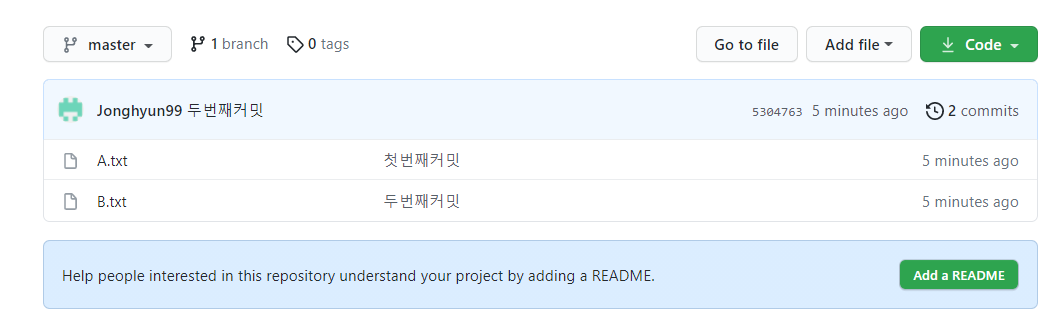 master 1 branch 0 tags Go to file Add file Code
Jonghyun99 두번째커밋 5304763 5 minutes ago 2 commits
A.txt 첫번째커밋 5 minutes ago
B.txt 두번째커밋 5 minutes ago
Help people interested in this repository understand your project by adding a README. Add a README